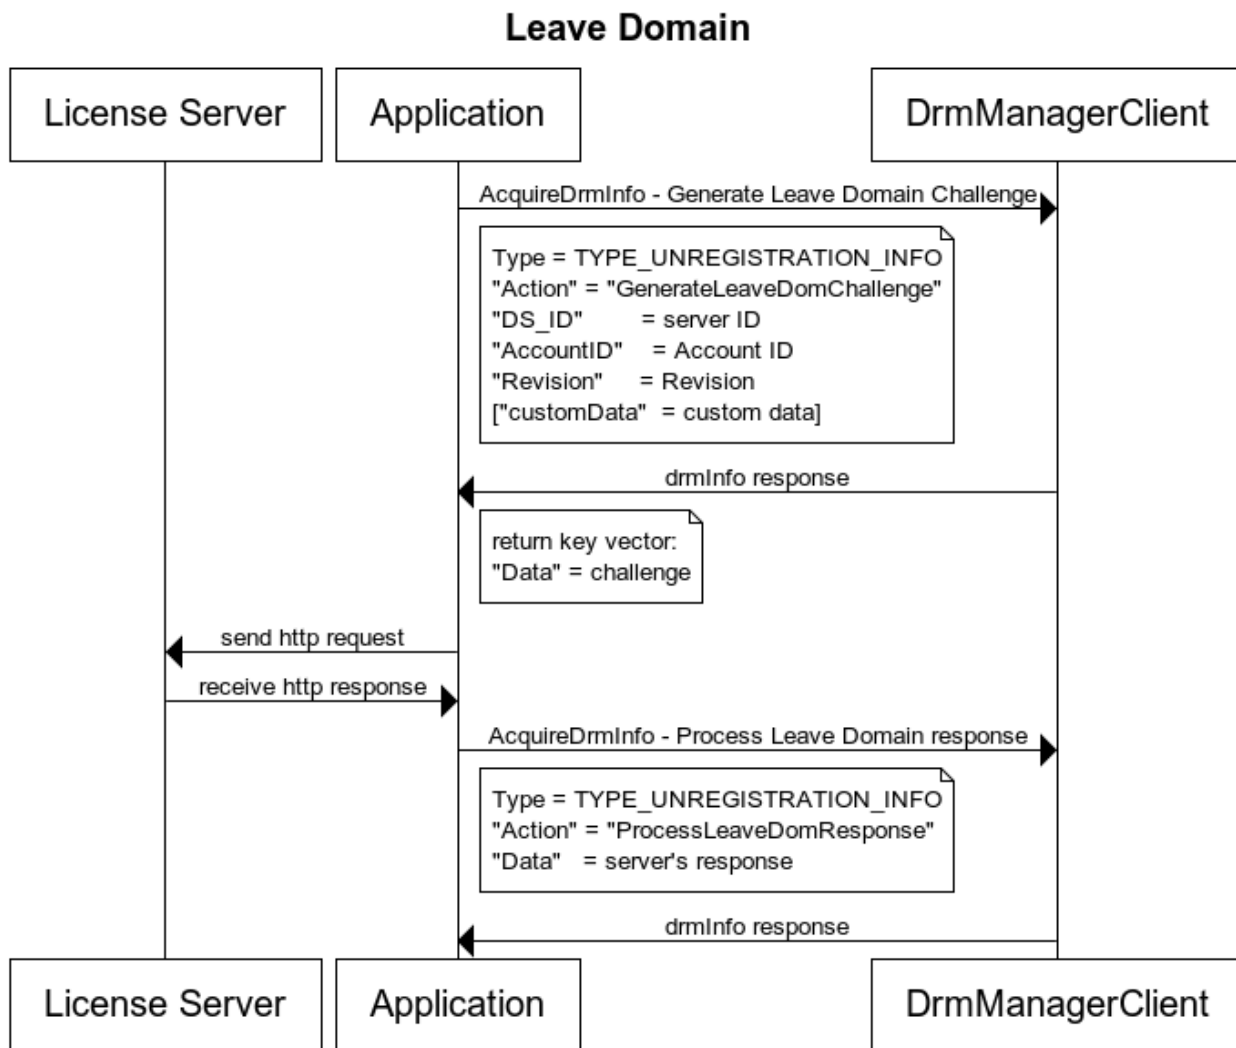 Leave Domain
License Server
Application
DrmManagerClient
AcquireDrmInfo - Generate Leave Domain Challenge
Type = TYPE_UNREGISTRATION_INFO
"Action" = "GenerateLeaveDomChallenge"
"DS_ID" = server ID
"AccountID" = Account ID
"Revision" = Revision
["customData" = custom data]
drmInfo response
return key vector:
"Data" = challenge
send http request
receive http response
AcquireDrmInfo - Process Leave Domain response
Type = TYPE_UNREGISTRATION_INFO
"Action" = "ProcessLeaveDomResponse"
"Data" = server's response
drmInfo response
License Server
Application
DrmManagerClient